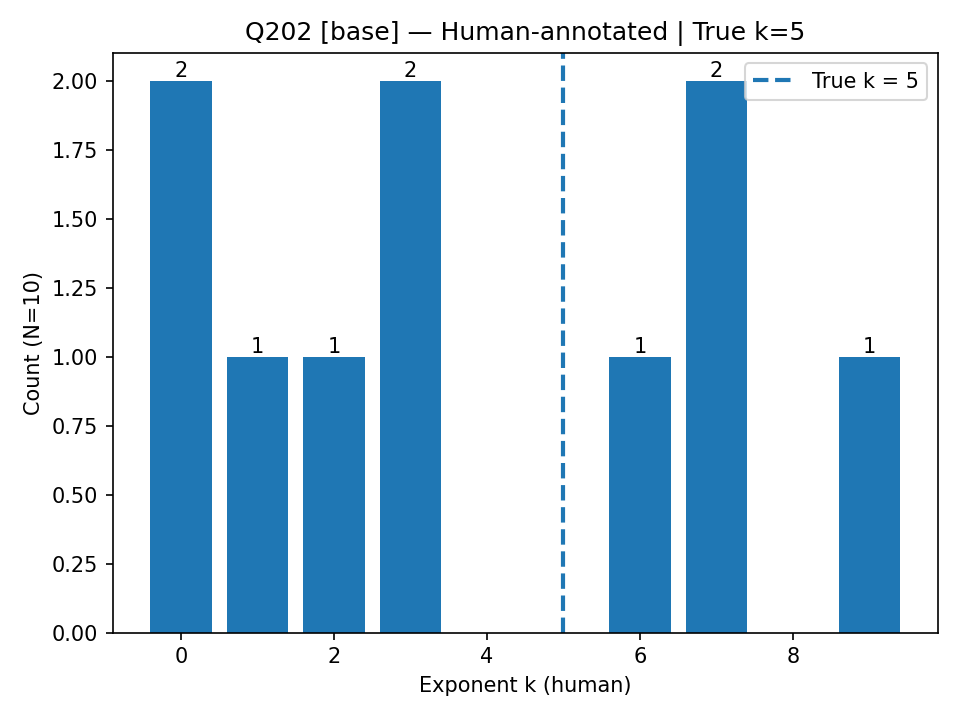 Q202 [base] — Human-annotated | True k=5
True k = 5
2 2 2
1 1 1 1
2.00
1.75
1.50
1.25
1.00
0.75
0.50
0.25
0.00
Count (N=10)
0 2 4 6 8
Exponent k (human)